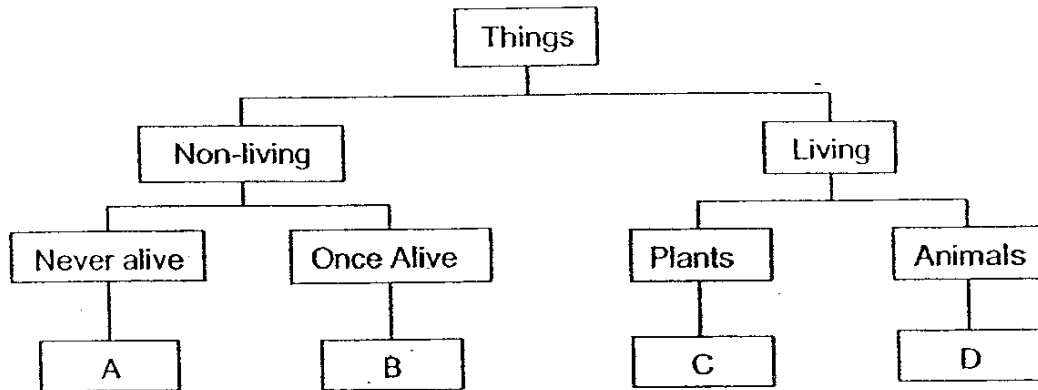 Things
Non-living
Living
Never alive
Once Alive
Plants
Animals
A
B
C
D